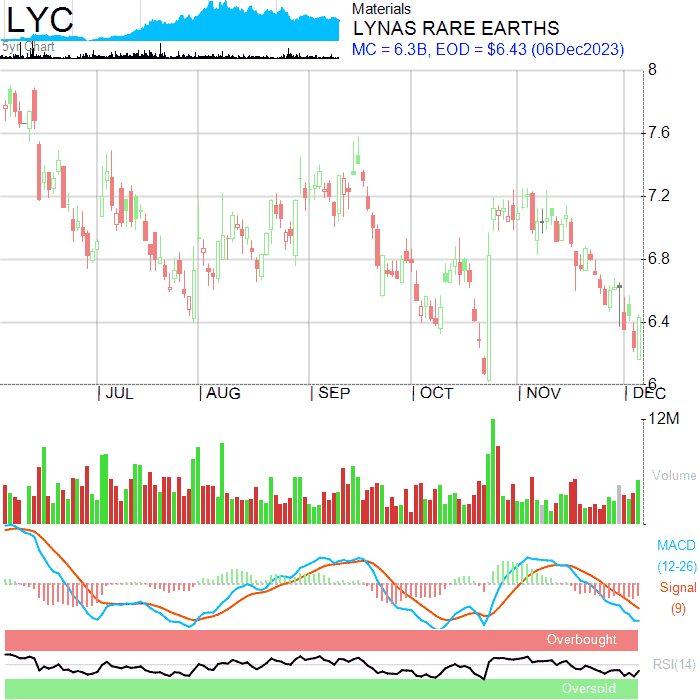 LYC
5yr Chart
Materials
LYNAS RARE EARTHS
MC = 6.3B, EOD = $6.43 (06Dec2023)
8
7.6
7.2
6.8
6.4
6
JUL AUG SEP OCT NOV DEC
12M
Volume
MACD
(12-26)
Signal
(9)
Overbought
RSI(14)
Oversold